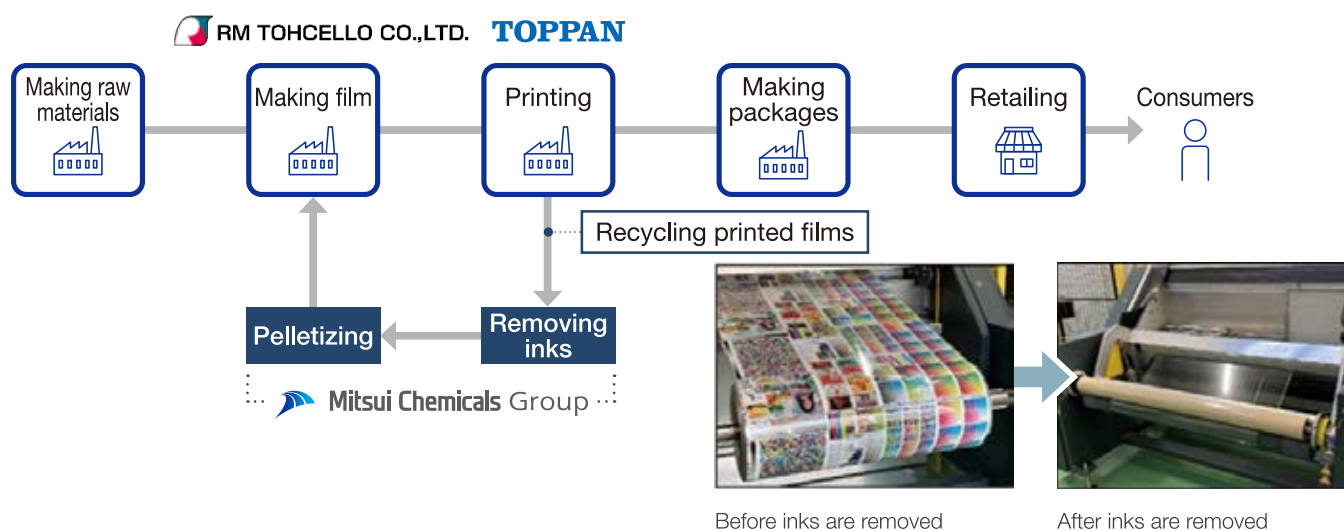 RM TOHCELLO CO.,LTD. TOPPAN
Making raw
materials
Making film
Printing
Making
packages
Retailing
Consumers
Recycling printed films
Pelletizing
Removing
inks
Mitsui Chemicals Group
Before inks are removed
After inks are removed